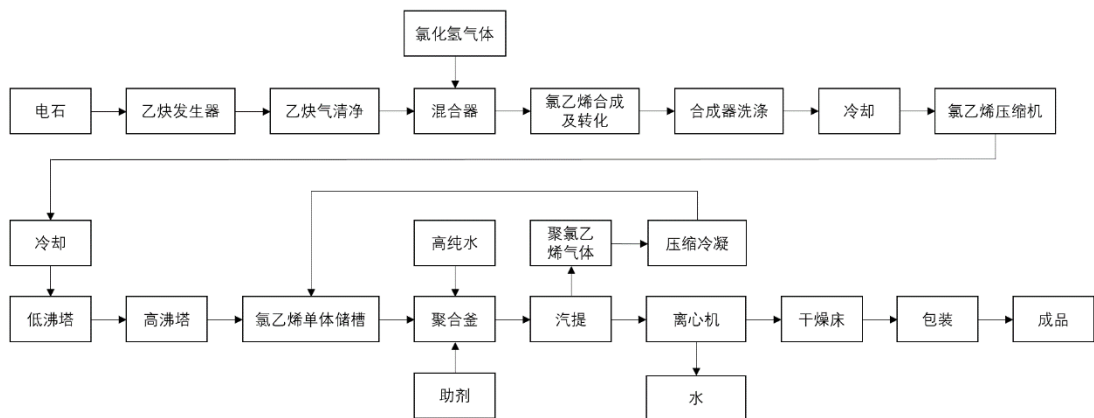 氯化氢气体
电石
乙炔发生器
乙炔气清净
混合器
氯乙烯合成
及转化
合成器洗涤
冷却
氯乙烯压缩机
冷却
高纯水
聚氯乙
烯气体
压缩冷凝
低沸塔
高沸塔
氯乙烯单体储槽
聚合釜
汽提
离心机
干燥床
包装
成品
助剂
水